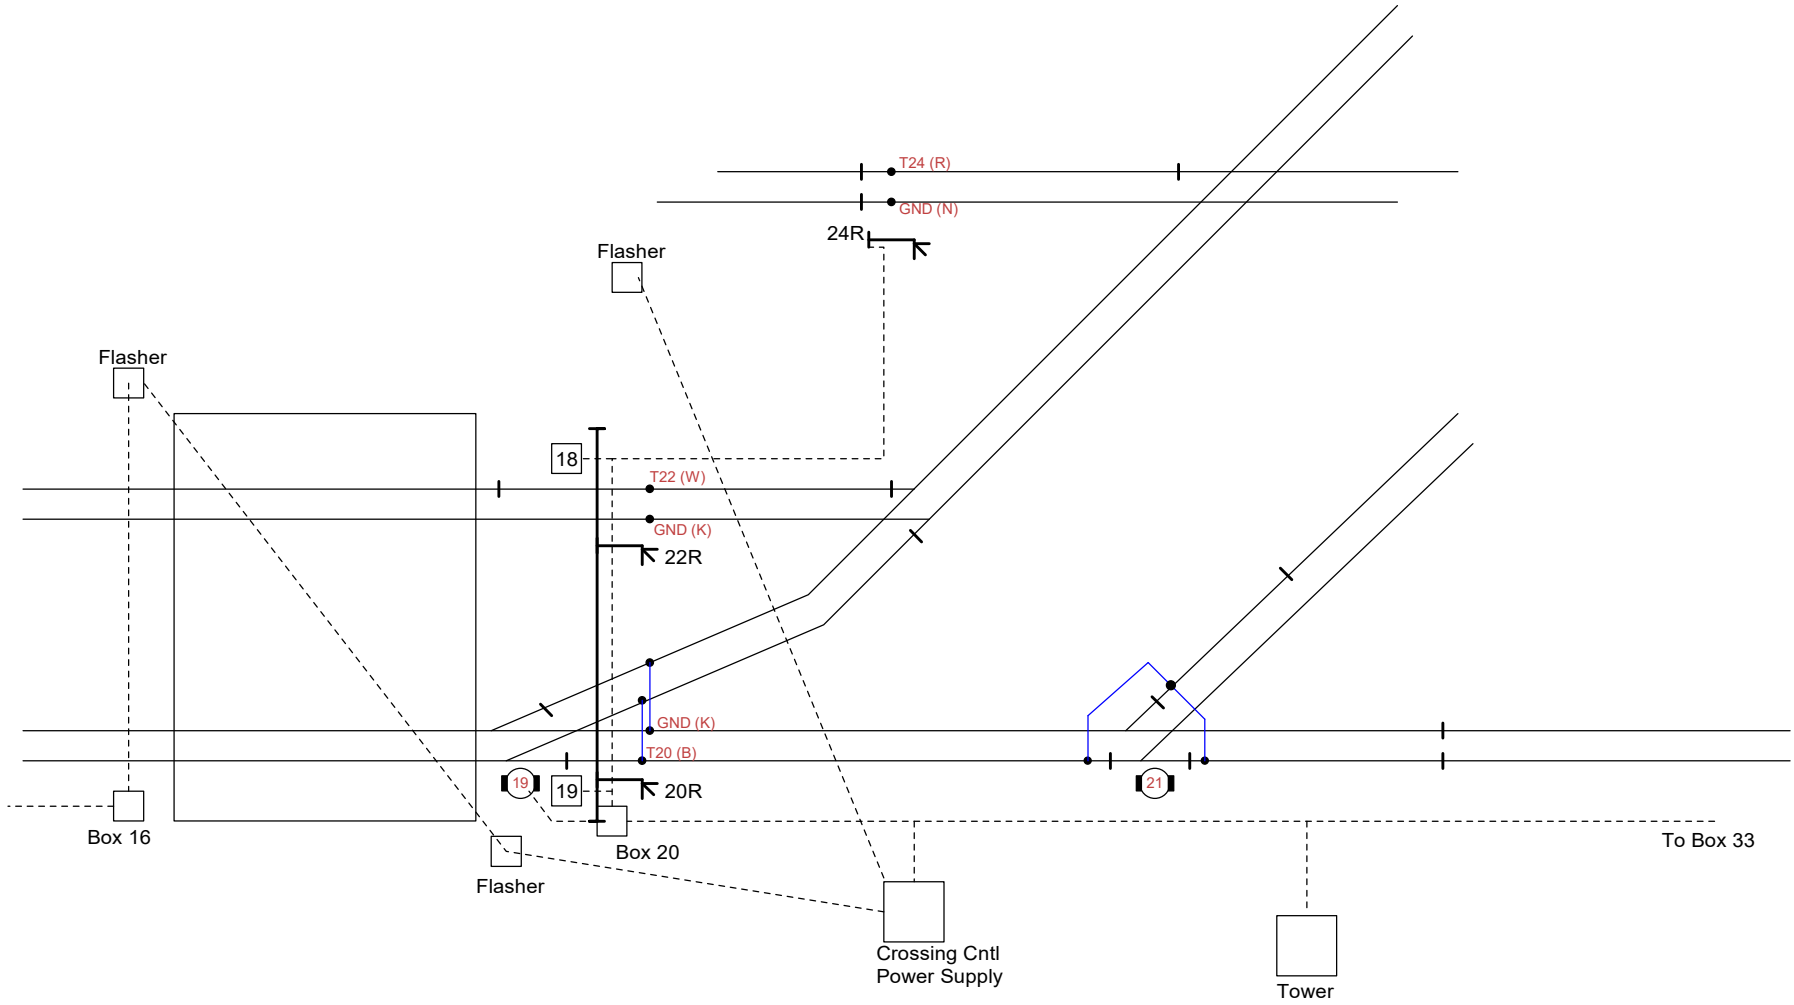 T24 (R)
GND (N)
24R
Flasher
Flasher
18
T22 (W)
GND (K)
22R
GND (K)
T20 (B)
19
19
20R
21
Box 16
Box 20
To Box 33
Flasher
Crossing Cntl
Power Supply
Tower